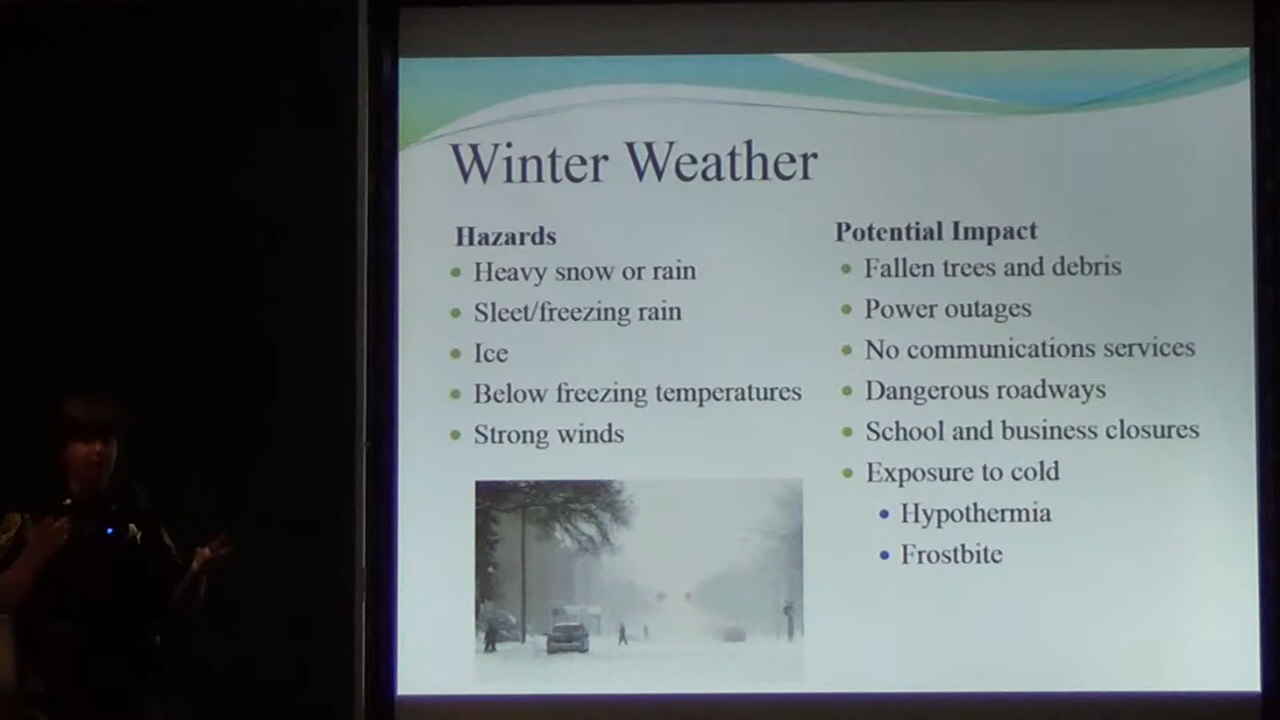 Winter Weather
Hazards
Heavy snow or rain
Sleet/freezing rain
Ice
Below freezing temperatures
Strong winds
Potential Impact
Fallen trees and debris
Power outages
No communications services
Dangerous roadways
School and business closures
Exposure to cold
Hypothermia
Frostbite